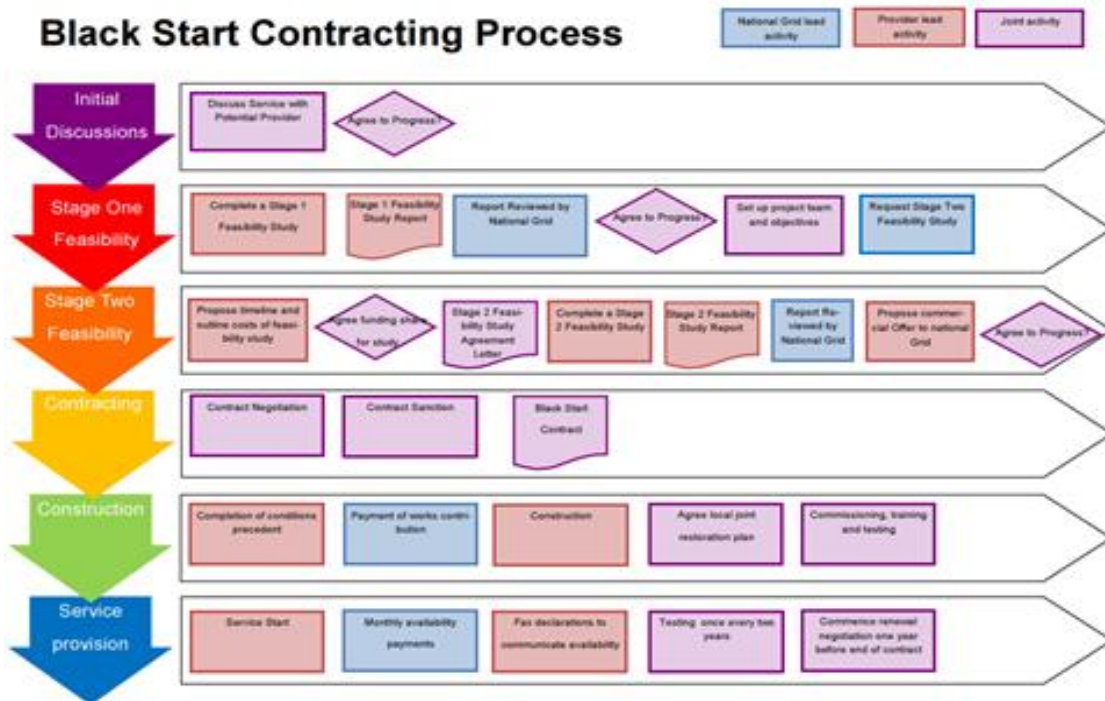 Black Start Contracting Process
National Grid lead
activity
Provider lead
activity
Joint activity
Initial
Discussions
Discuss Service with
Potential Provider
Agree to Progress?
Stage One
Feasibility
Complete a Stage 1
Feasibility Study
Stage 1 Feasibility
Study Report
Report Reviewed by
National Grid
Agree to Progress?
Set up project team
and objectives
Request Stage Two
Feasibility Study
Stage Two
Feasibility
Propose timeline and
outline costs of feasi-
bility study
Agree funding share
for study
Stage 2 Feasi-
bility Study
Agreement
Letter
Complete a Stage
2 Feasibility Study
Stage 2 Feasibility
Study Report
Report Re-
viewed by
National Grid
Propose commer-
cial Offer to national
Grid
Agree to Progress?
Contracting
Contract Negotiation
Contract Sanction
Black Start
Contract
Construction
Completion of conditions
precedent
Payment of works contri-
bution
Construction
Agree local joint
restoration plan
Commissioning, training
and testing
Service
provision
Service Start
Monthly availability
payments
Fax declarations to
communicate availability
Testing once every two
years
Commence renewal
negotiation one year
before end of contract